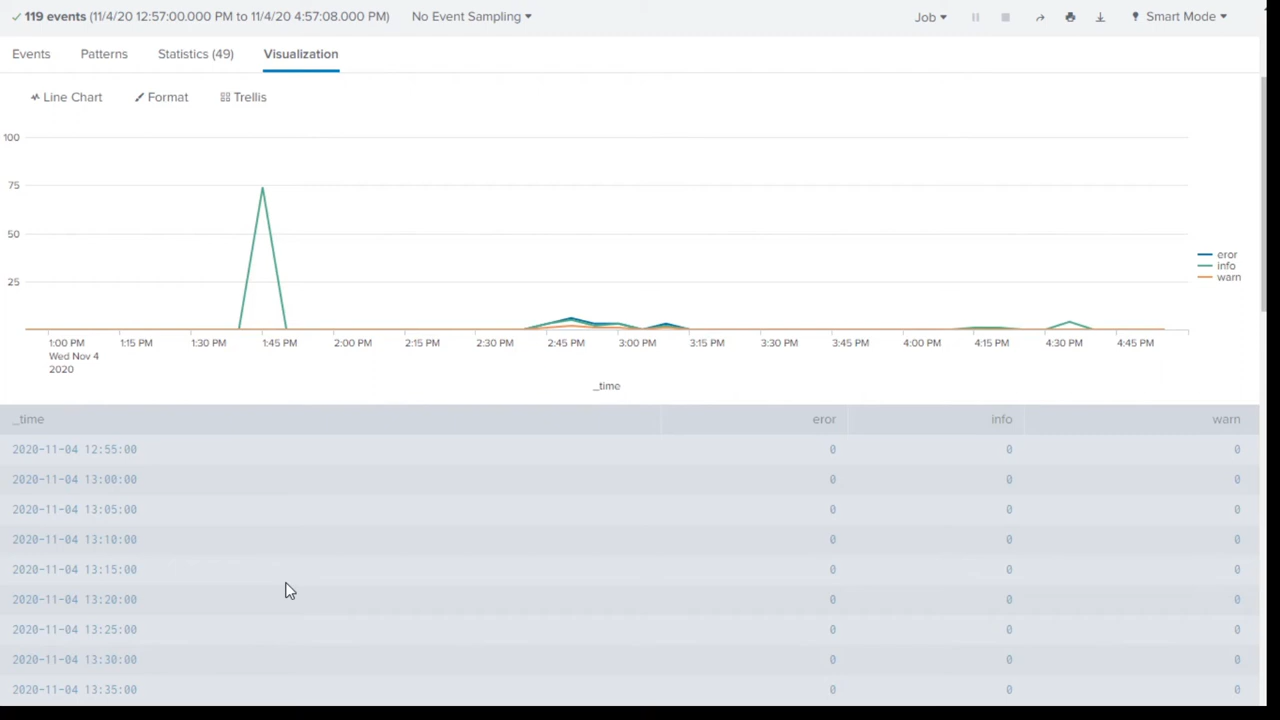 119 events (11/4/20 12:57:00.000 PM to 11/4/20 4:57:08.000 PM) No Event Sampling Job Smart Mode
Events Patterns Statistics (49) Visualization
Line Chart Format Trellis
100
75
50
25
eror
info
warn
1:00 PM 1:15 PM 1:30 PM 1:45 PM 2:00 PM 2:15 PM 2:30 PM 2:45 PM 3:00 PM 3:15 PM 3:30 PM 3:45 PM 4:00 PM 4:15 PM 4:30 PM 4:45 PM
Wed Nov 4
2020
_time
_time eror info warn
2020-11-04 12:55:00 0 0 0
2020-11-04 13:00:00 0 0 0
2020-11-04 13:05:00 0 0 0
2020-11-04 13:10:00 0 0 0
2020-11-04 13:15:00 0 0 0
2020-11-04 13:20:00 0 0 0
2020-11-04 13:25:00 0 0 0
2020-11-04 13:30:00 0 0 0
2020-11-04 13:35:00 0 0 0